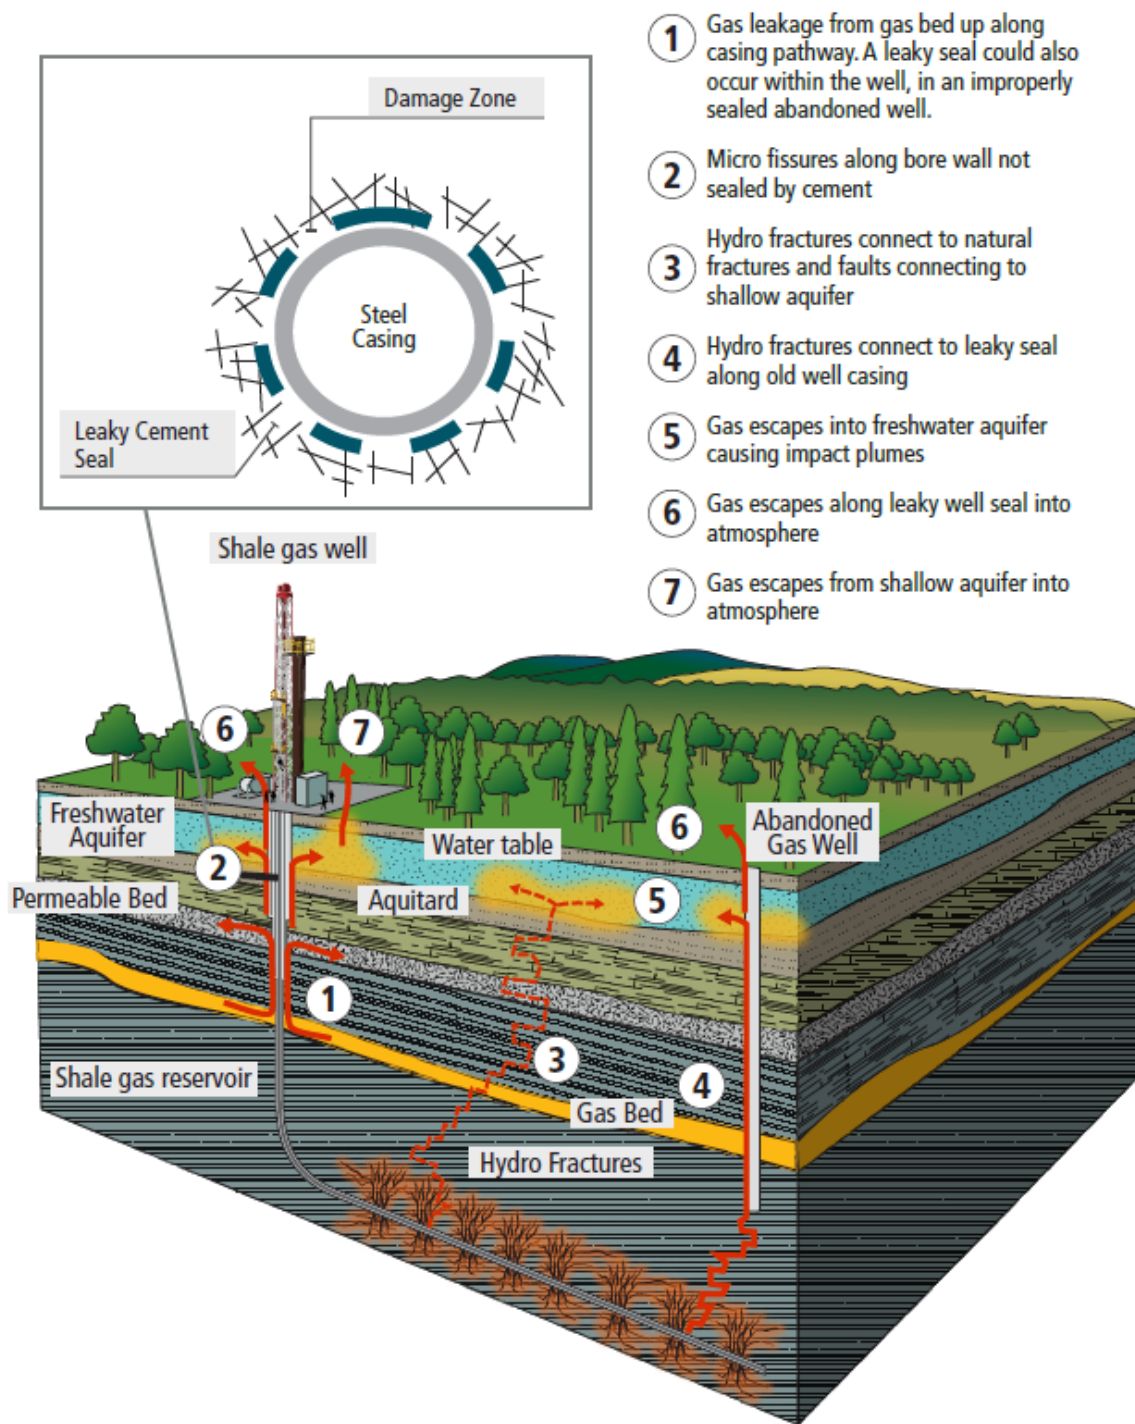 1
Gas leakage from gas bed up along
casing pathway. A leaky seal could also
occur within the well, in an improperly
sealed abandoned well.
2
Micro fissures along bore wall not
sealed by cement
3
Hydro fractures connect to natural
fractures and faults connecting to
shallow aquifer
4
Hydro fractures connect to leaky seal
along old well casing
5
Gas escapes into freshwater aquifer
causing impact plumes
6
Gas escapes along leaky well seal into
atmosphere
7
Gas escapes from shallow aquifer into
atmosphere
Damage Zone
Steel
Casing
Leaky Cement
Seal
Shale gas well
6
7
Freshwater
Aquifer
Water table
6
Abandoned
Gas Well
2
Permeable Bed
Aquitard
5
1
3
4
Shale gas reservoir
Gas Bed
Hydro Fractures